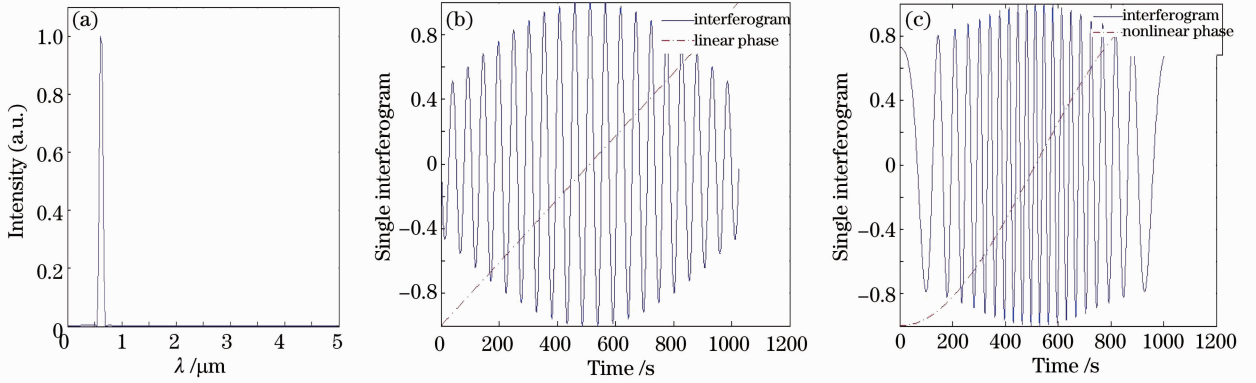 (a)
Intensity (a.u.)
1.0
0.8
0.6
0.4
0.2
0
0 1 2 3 4 5
λ /μm
(b)
interferogram
linear phase
Single interferogram
0.8
0.4
0
−0.4
−0.8
0 200 400 600 800 1000 1200
Time /s
(c)
interferogram
nonlinear phase
Single interferogram
0.8
0.4
0
−0.4
−0.8
0 200 400 600 800 1000 1200
Time /s